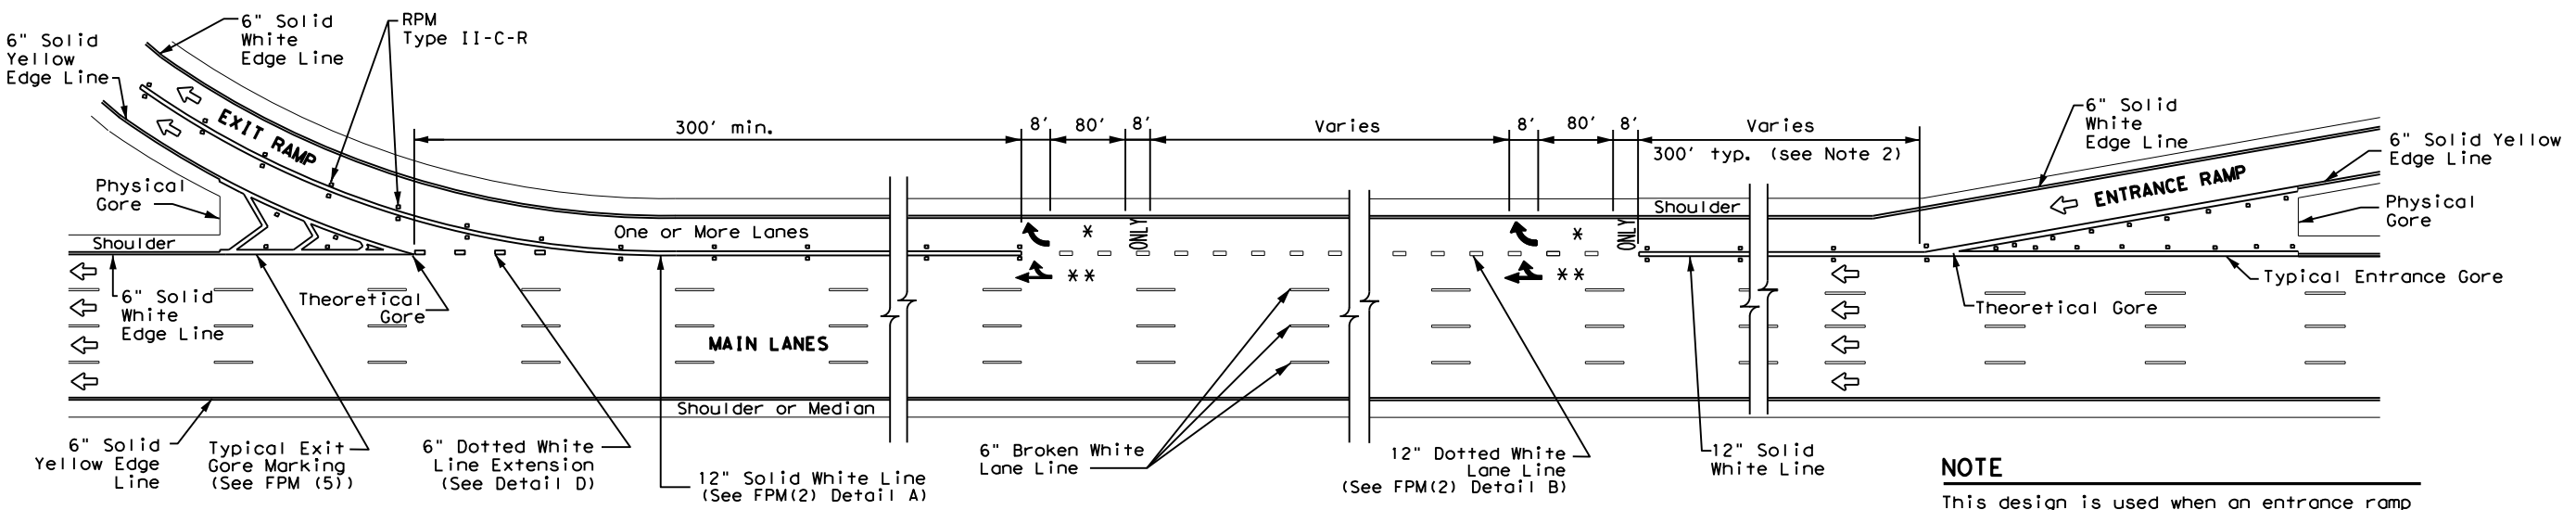 6" Solid
White
Edge Line
RPM
Type II-C-R
6" Solid
Yellow
Edge Line
EXIT RAMP
300' min.
8'
80'
8'
Varies
8'
80'
8'
Varies
300' typ. (see Note 2)
6" Solid
White
Edge Line
6" Solid Yellow
Edge Line
Physical
Gore
ENTRANCE RAMP
Physical
Gore
Shoulder
One or More Lanes
*
ONLY
*
ONLY
Shoulder
**
**
Typical Entrance Gore
6" Solid
White
Edge Line
Theoretical
Gore
Theoretical Gore
MAIN LANES
Shoulder or Median
6" Solid
Yellow Edge
Line
Typical Exit
Gore Marking
(See FPM (5))
6" Dotted White
Line Extension
(See Detail D)
12" Solid White Line
(See FPM(2) Detail A)
6" Broken White
Lane Line
12" Dotted White
Lane Line
(See FPM(2) Detail B)
12" Solid
White Line
NOTE
This design is used when an entrance ramp